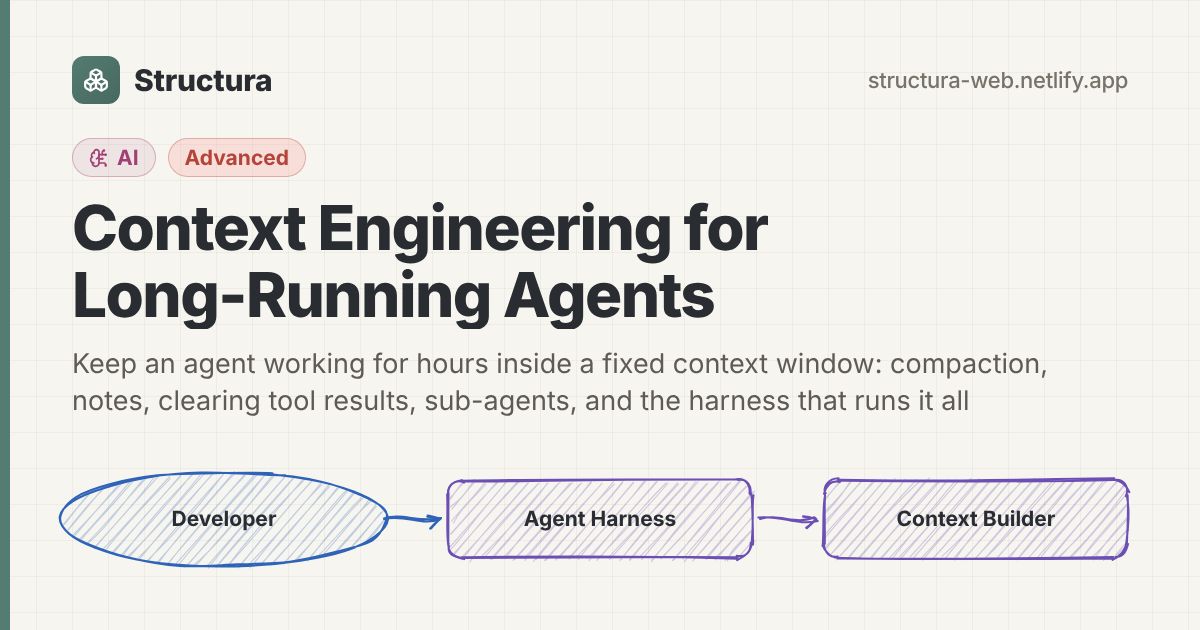 Structura
structura-web.netlify.app
AI
Advanced
Context Engineering for
Long-Running Agents
Keep an agent working for hours inside a fixed context window: compaction,
notes, clearing tool results, sub-agents, and the harness that runs it all
Developer
Agent Harness
Context Builder